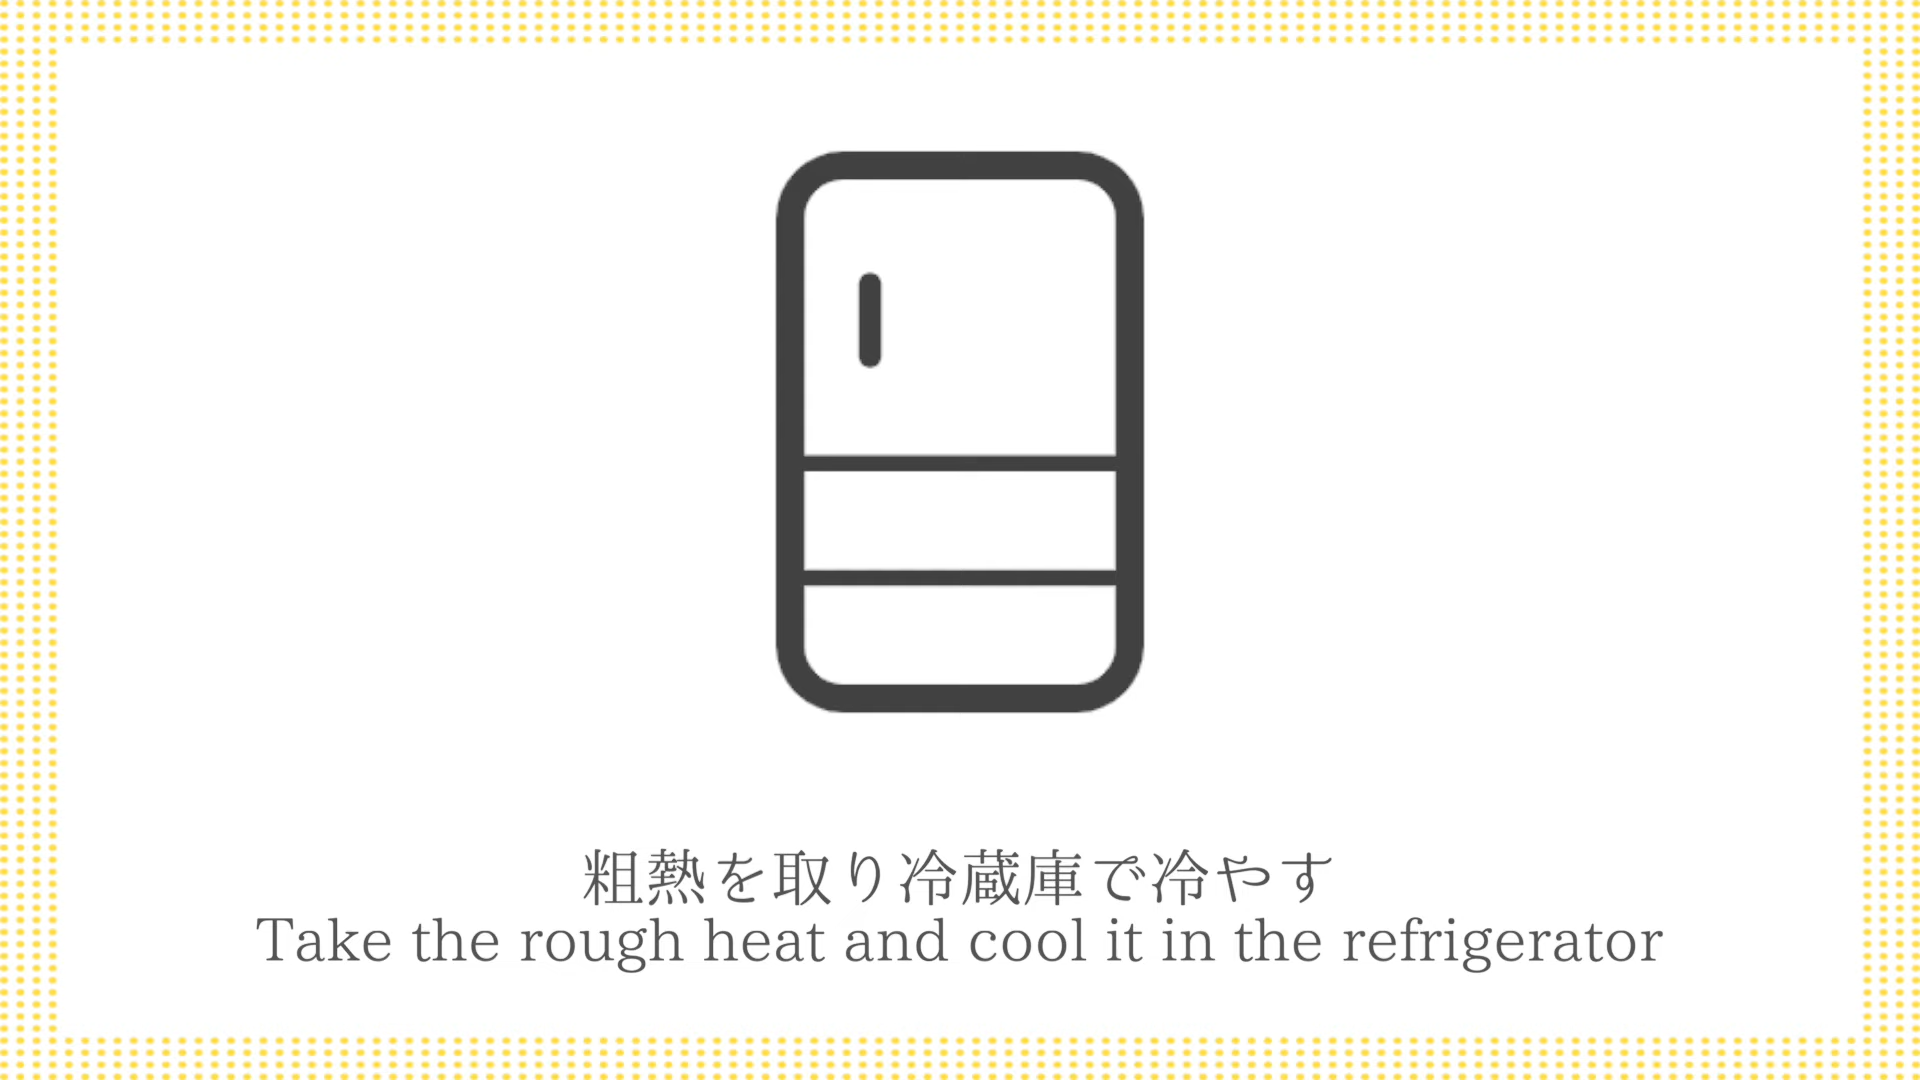 粗熱を取り冷蔵庫で冷やす
Take the rough heat and cool it in the refrigerator